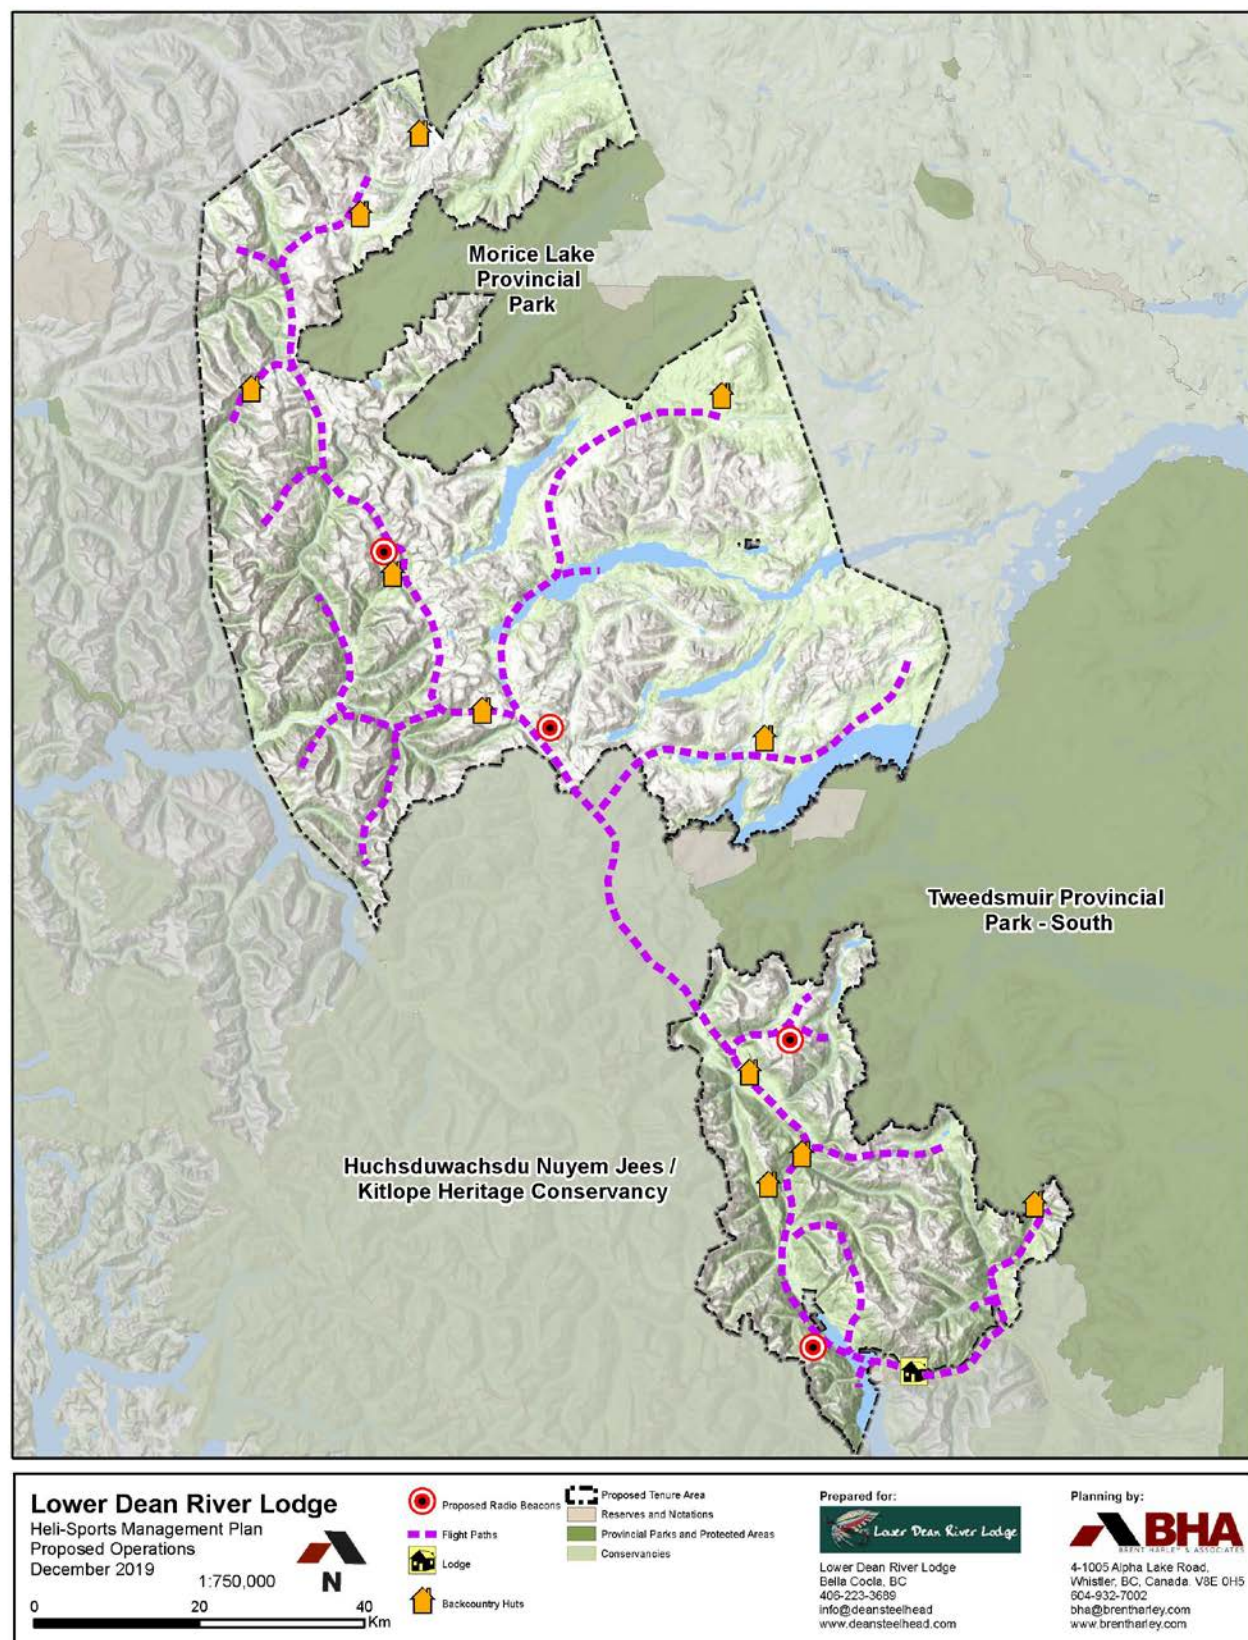 Morice Lake
Provincial
Park
Tweedsmuir Provincial
Park - South
Huchsduwachsdu Nuyem Jees /
Kitlope Heritage Conservancy
Lower Dean River Lodge
Heli-Sports Management Plan
Proposed Operations
December 2019
1:750,000
N
0 20 40
Km
Proposed Radio Beacons
Flight Paths
Lodge
Backcountry Huts
Proposed Tenure Area
Reserves and Notations
Provincial Parks and Protected Areas
Conservancies
Prepared for:
Lower Dean River Lodge
Lower Dean River Lodge
Bella Coola, BC
406-223-3689
info@deansteelhead
www.deansteelhead.com
Planning by:
BHA
BRENT HARLEY & ASSOCIATES
4-1005 Alpha Lake Road,
Whistler, BC, Canada. V8E 0H5
604-932-7002
bha@brentharley.com
www.brentharley.com